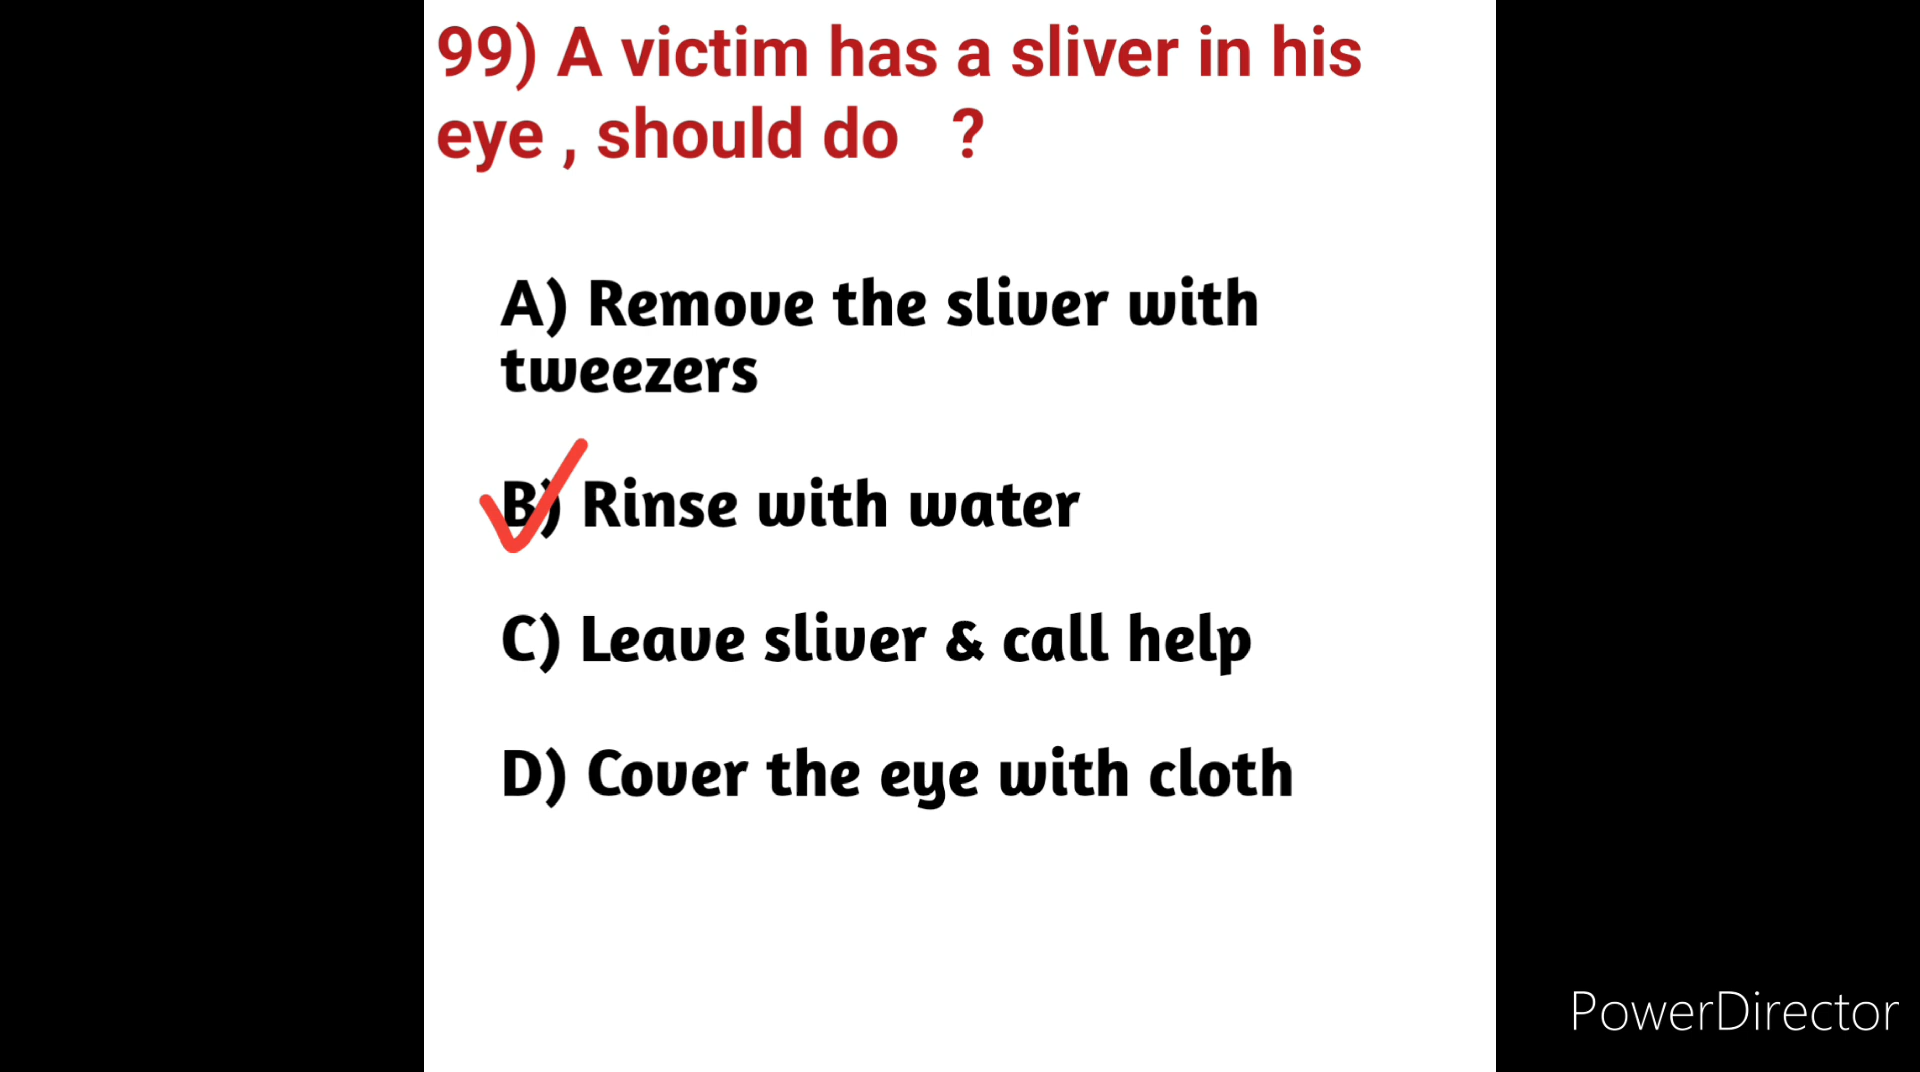 99) A victim has a sliver in his
eye , should do ?
A) Remove the sliver with
tweezers
B) Rinse with water
C) Leave sliver & call help
D) Cover the eye with cloth
PowerDirector